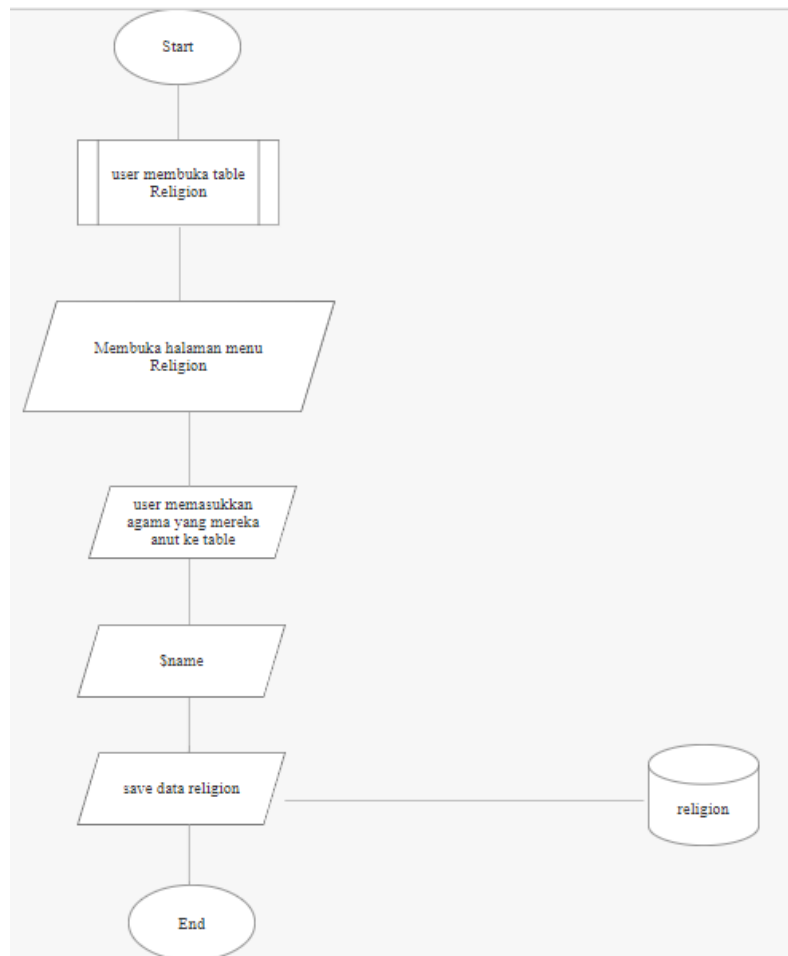 Start
user membuka table
Religion
Membuka halaman menu
Religion
user memasukkan
agama yang mereka
anut ke table
$name
save data religion
religion
End